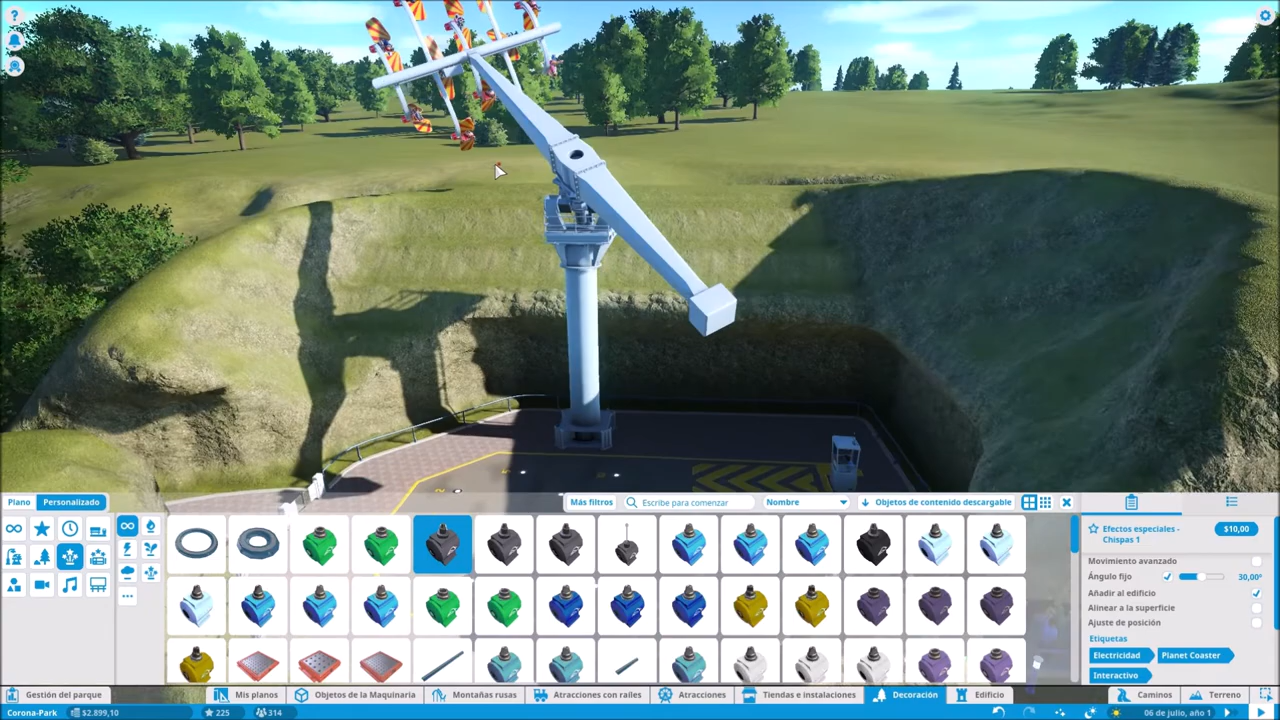 Plano Personalizado
Más filtros Escribe para comenzar Nombre Objetos de contenido descargable
Efectos especiales - Chispas 1
$10,00
Movimiento avanzado
Ángulo fijo 30,00º
Añadir al edificio
Alinear a la superficie
Ajuste de posición
Etiquetas
Electricidad Planet Coaster
Interactivo
Gestión del parque Mis planos Objetos de la Maquinaria Montañas rusas Atracciones con raíles Atracciones Tiendas e instalaciones Decoración Edificio Caminos Terreno
Corona-Park $2.899,10 225 314 06 de julio, año 1